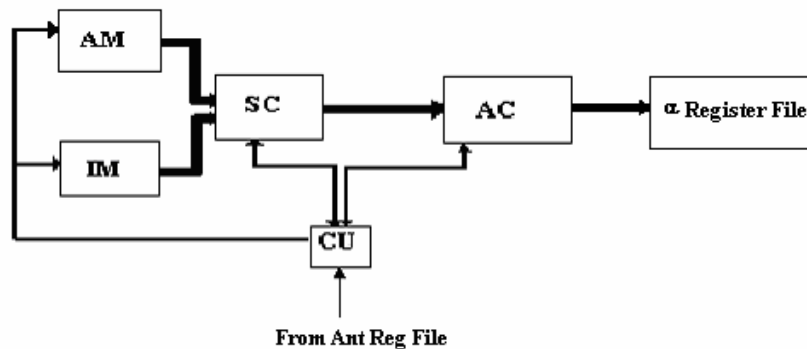 AM
SC
AC
α Register File
IM
CU
From Ant Reg File